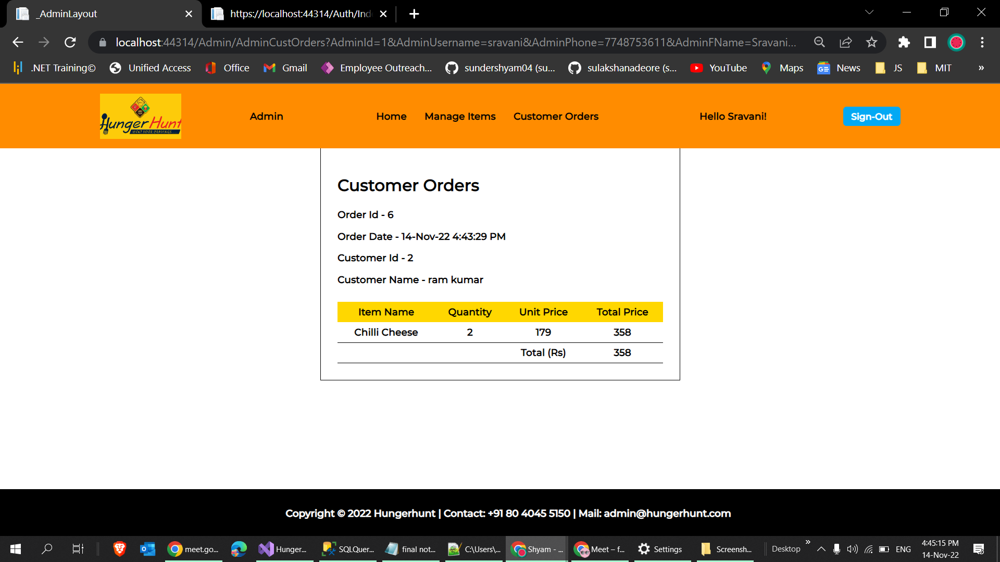 _AdminLayout
https://localhost:44314/Auth/Ind
localhost:44314/Admin/AdminCustOrders?AdminId=1&AdminUsername=sravani&AdminPhone=7748753611&AdminFName=Sravani...
.NET Training© Unified Access Office Gmail Employee Outreach... sundershyam04 (su... sulakshanadeore (s... YouTube Maps GE News JS MIT »
Hunger Hunt
HUNT YOUR CRAVINGS....
Admin Home Manage Items Customer Orders Hello Sravani! Sign-Out
Customer Orders
Order Id - 6
Order Date - 14-Nov-22 4:43:29 PM
Customer Id - 2
Customer Name - ram kumar
Item Name Quantity Unit Price Total Price
Chilli Cheese 2 179 358
Total (Rs) 358
Copyright © 2022 Hungerhunt | Contact: +91 80 4045 5150 | Mail: admin@hungerhunt.com
meet.go... Hunger... SQLQuer... final not... C:\Users\... Shyam - ... Meet – f... Settings Screensh... Desktop » ENG
4:45:15 PM
14-Nov-22